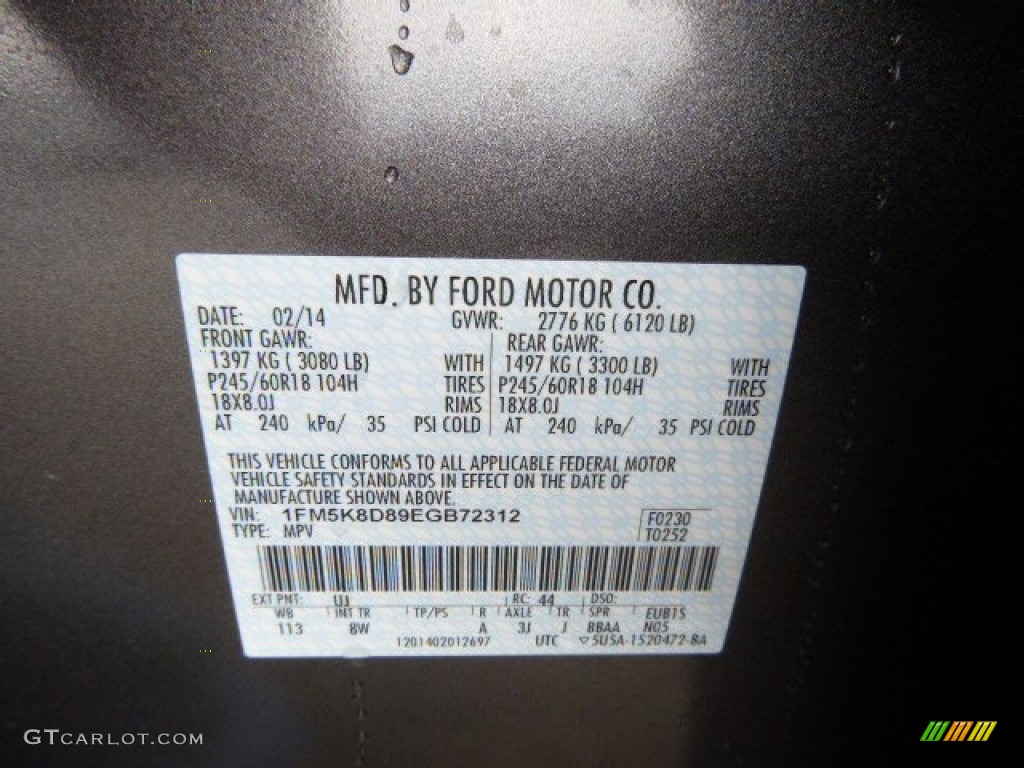 MFD. BY FORD MOTOR CO.
DATE: 02/14 GVWR: 2776 KG ( 6120 LB)
FRONT GAWR: REAR GAWR:
1397 KG ( 3080 LB) WITH 1497 KG ( 3300 LB) WITH
P245/60R18 104H TIRES P245/60R18 104H TIRES
18X8.0J RIMS 18X8.0J RIMS
AT 240 kPa/ 35 PSI COLD AT 240 kPa/ 35 PSI COLD
THIS VEHICLE CONFORMS TO ALL APPLICABLE FEDERAL MOTOR
VEHICLE SAFETY STANDARDS IN EFFECT ON THE DATE OF
MANUFACTURE SHOWN ABOVE.
VIN: 1FM5K8D89EGB72312 F0230
TYPE: MPV T0252
EXT PNT: UJ RC: 44 DSO:
WB INT TR TP/PS R AXLE TR SPR EUB1S
113 8W A 3J J BBAA N05
1201402012697 UTC ▽5U5A-1520472-BA
GTCARLOT.COM